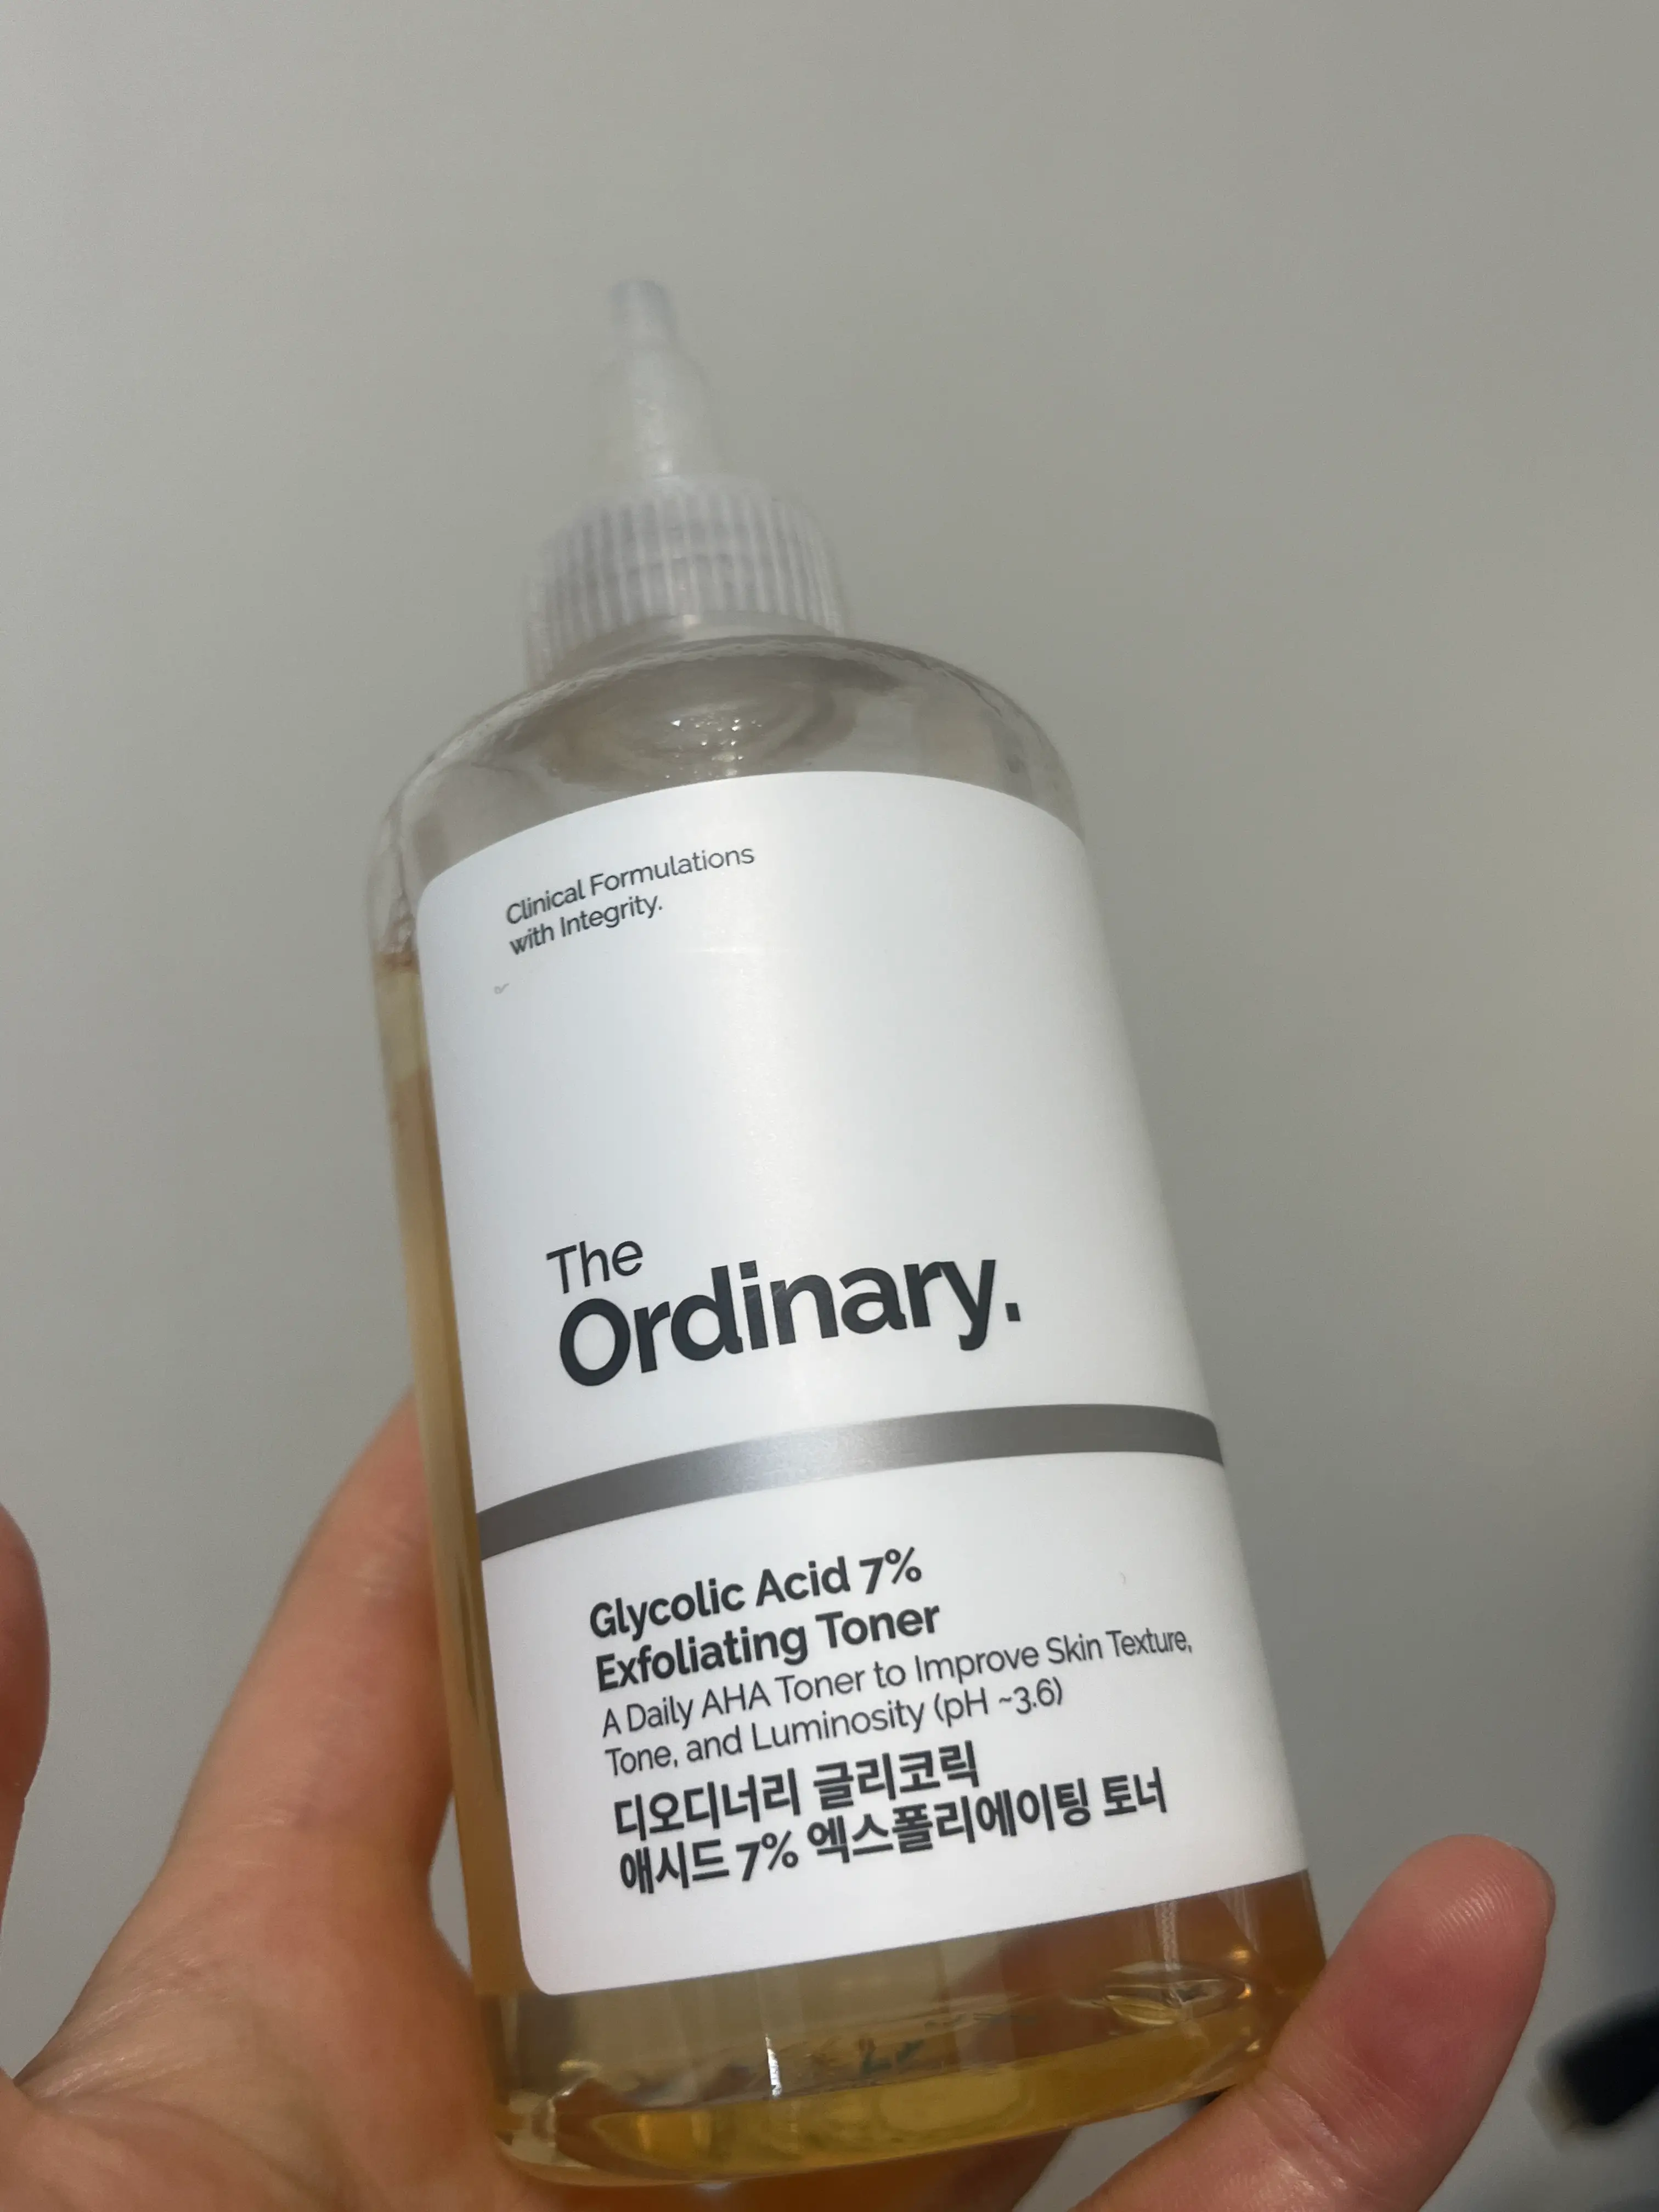 Clinical Formulations
with Integrity.
The
Ordinary.
Glycolic Acid 7%
Exfoliating Toner
A Daily AHA Toner to Improve Skin Texture,
Tone, and Luminosity (pH ~3.6)
디오디너리 글리코릭
애시드 7% 엑스폴리에이팅 토너